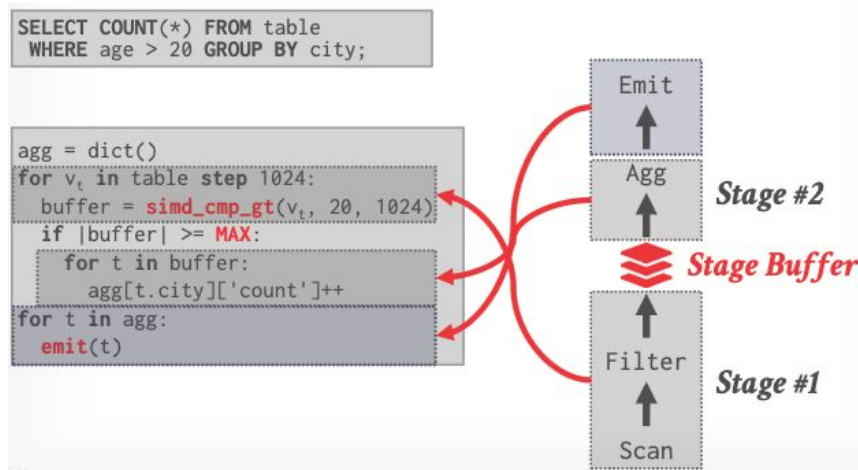 SELECT COUNT(*) FROM table
WHERE age > 20 GROUP BY city;
agg = dict()
for vₜ in table step 1024:
buffer = simd_cmp_gt(vₜ, 20, 1024)
if |buffer| >= MAX:
for t in buffer:
agg[t.city]['count']++
for t in agg:
emit(t)
Emit
Agg
Stage #2
Stage Buffer
Filter
Stage #1
Scan